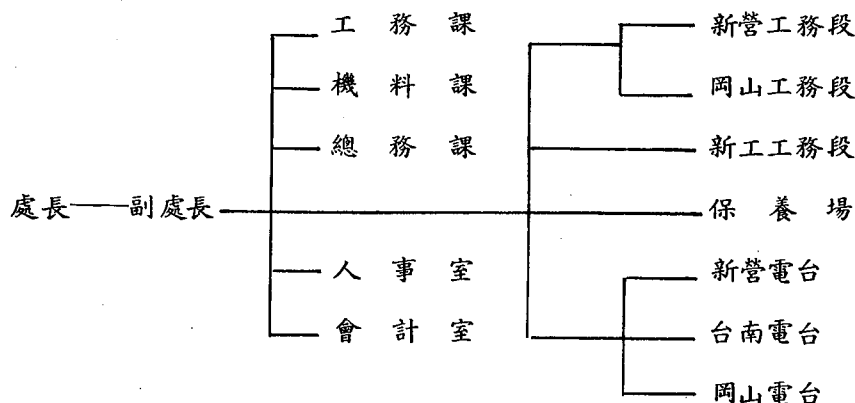 處長
副處長
工務課
機料課
總務課
人事室
會計室
新營工務段
岡山工務段
新工工務段
保養場
新營電台
台南電台
岡山電台